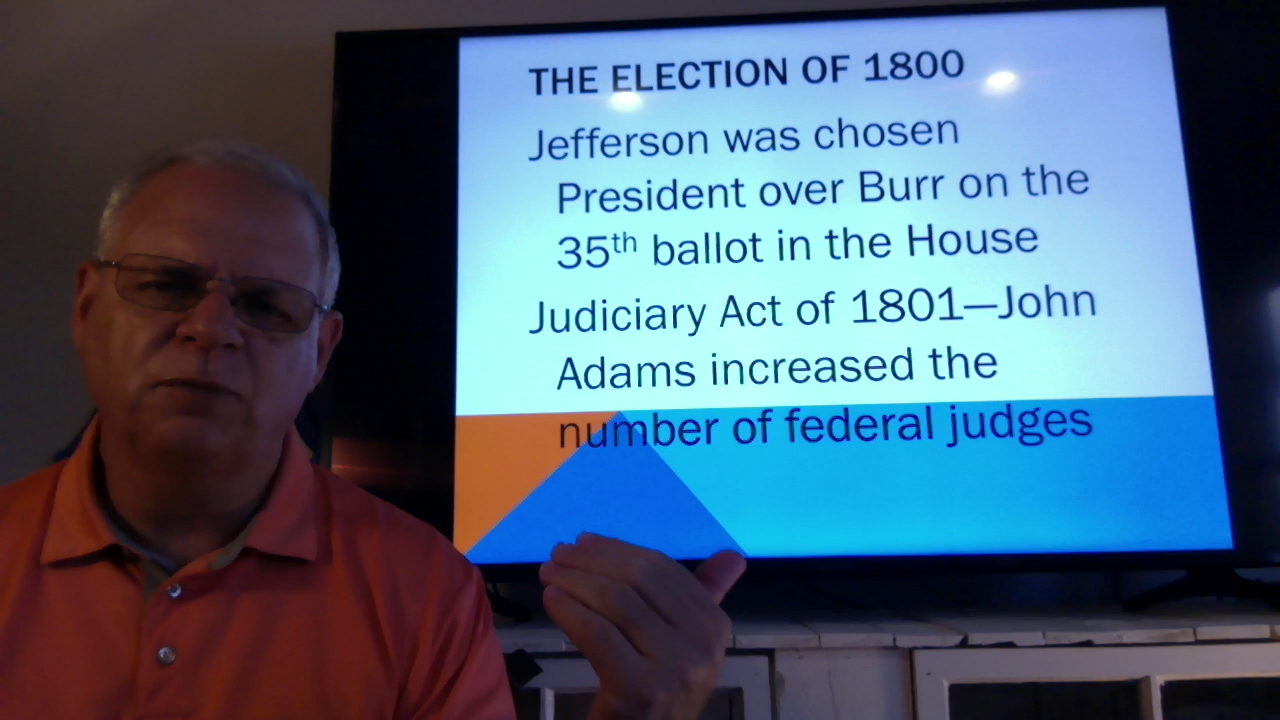 THE ELECTION OF 1800
Jefferson was chosen
President over Burr on the
35th ballot in the House
Judiciary Act of 1801—John
Adams increased the
number of federal judges